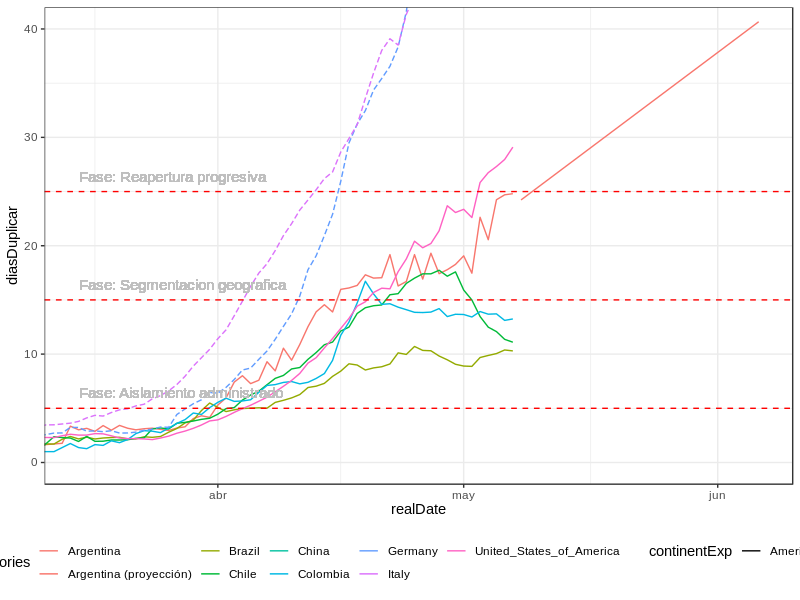 40
30
20
10
0
diasDuplicar
Fase: Reapertura progresiva
Fase: Segmentacion geografica
Fase: Aislamiento administrado
abr
may
jun
realDate
ories
Argentina
Brazil
China
Germany
United_States_of_America
continentExp
Ameri
Argentina (proyección)
Chile
Colombia
Italy